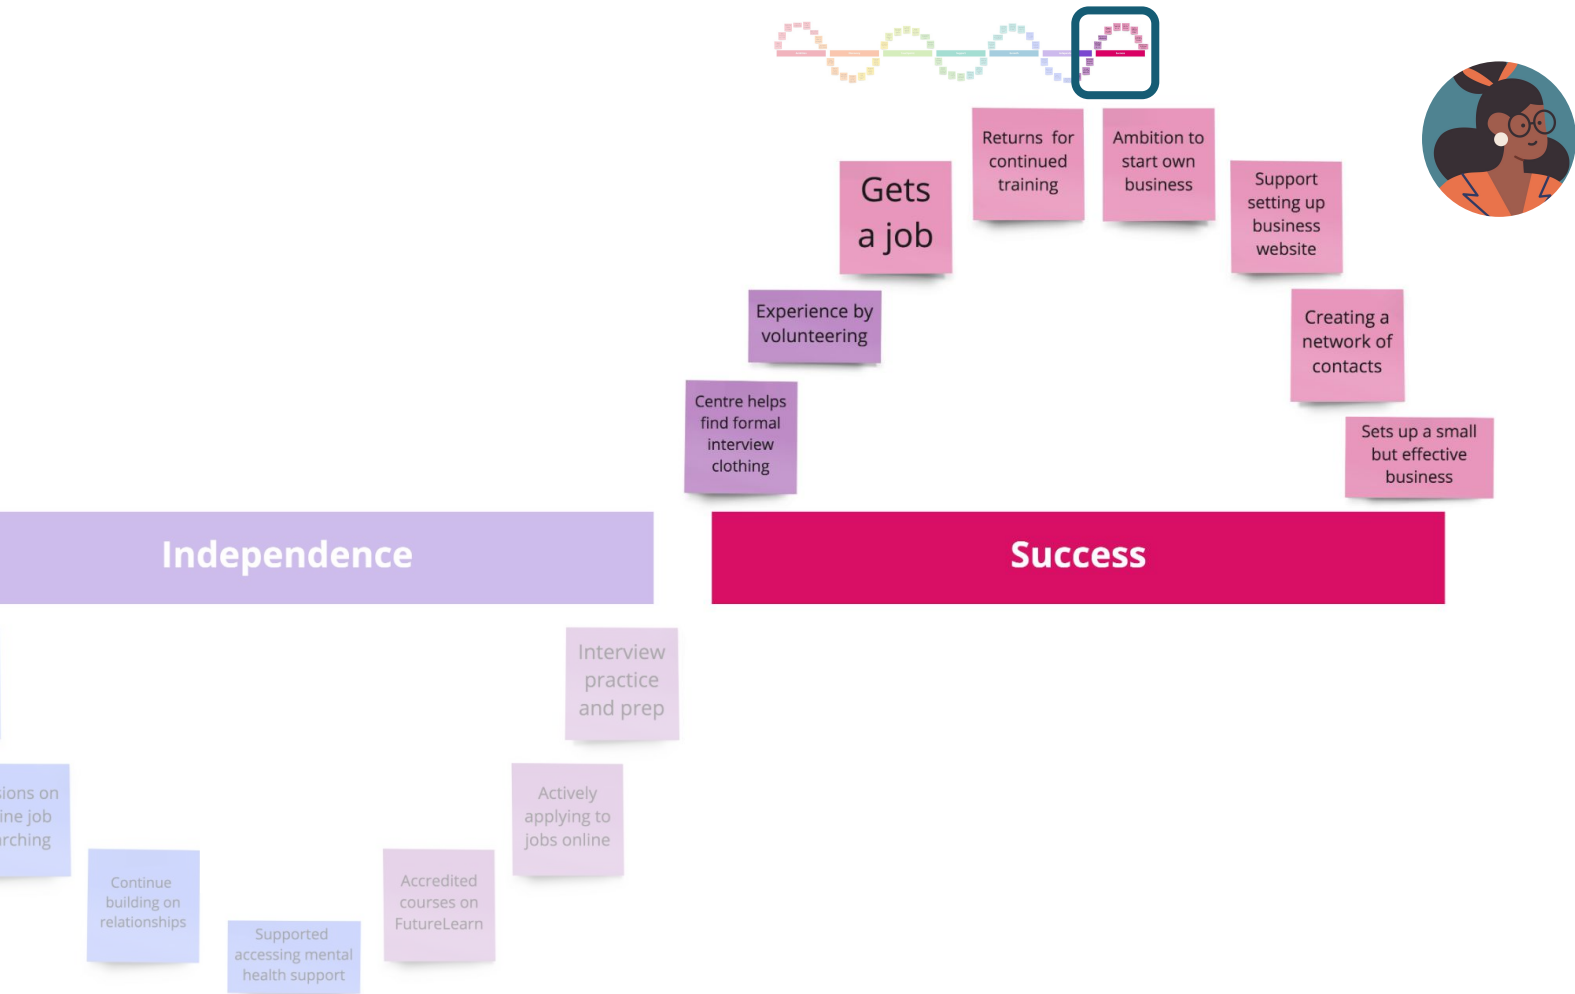 Returns for
continued
training
Ambition to
start own
business
Gets
a job
Support
setting up
business
website
Experience by
volunteering
Creating a
network of
contacts
Centre helps
find formal
interview
clothing
Sets up a small
but effective
business
Independence
Success
Interview
practice
and prep
sions on
ine job
rching
Actively
applying to
jobs online
Continue
building on
relationships
Accredited
courses on
FutureLearn
Supported
accessing mental
health support